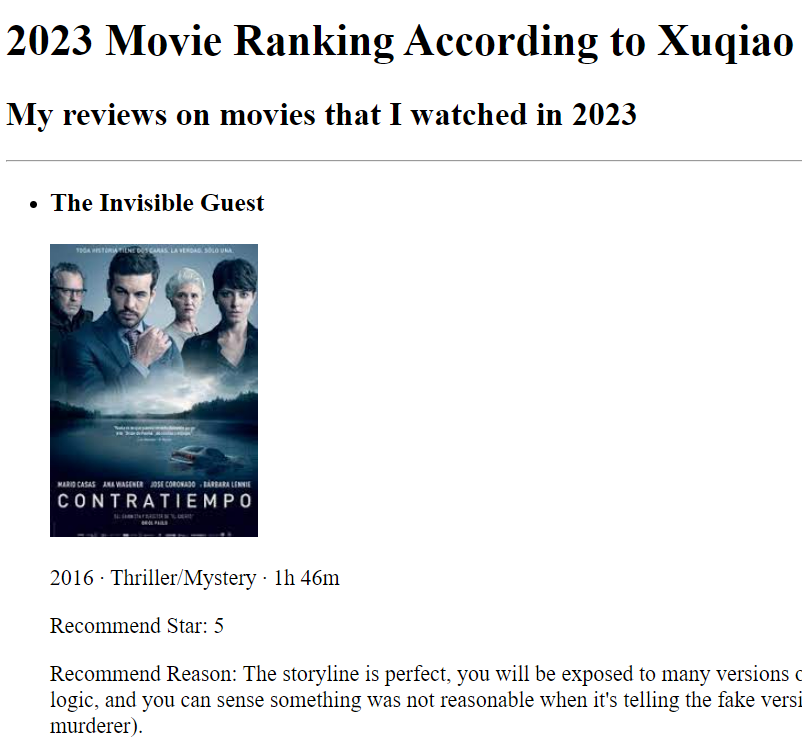 2023 Movie Ranking According to Xuqiao
My reviews on movies that I watched in 2023
The Invisible Guest
TODA HISTORIA TIENE DOS CARAS. LA VERDAD, SÓLO UNA.
MARIO CASAS ANA WAGENER JOSE CORONADO BÁRBARA LENNIE
CONTRATIEMPO
ORIOL PAULO
2016 · Thriller/Mystery · 1h 46m
Recommend Star: 5
Recommend Reason: The storyline is perfect, you will be exposed to many versions
logic, and you can sense something was not reasonable when it's telling the fake versi
murderer).